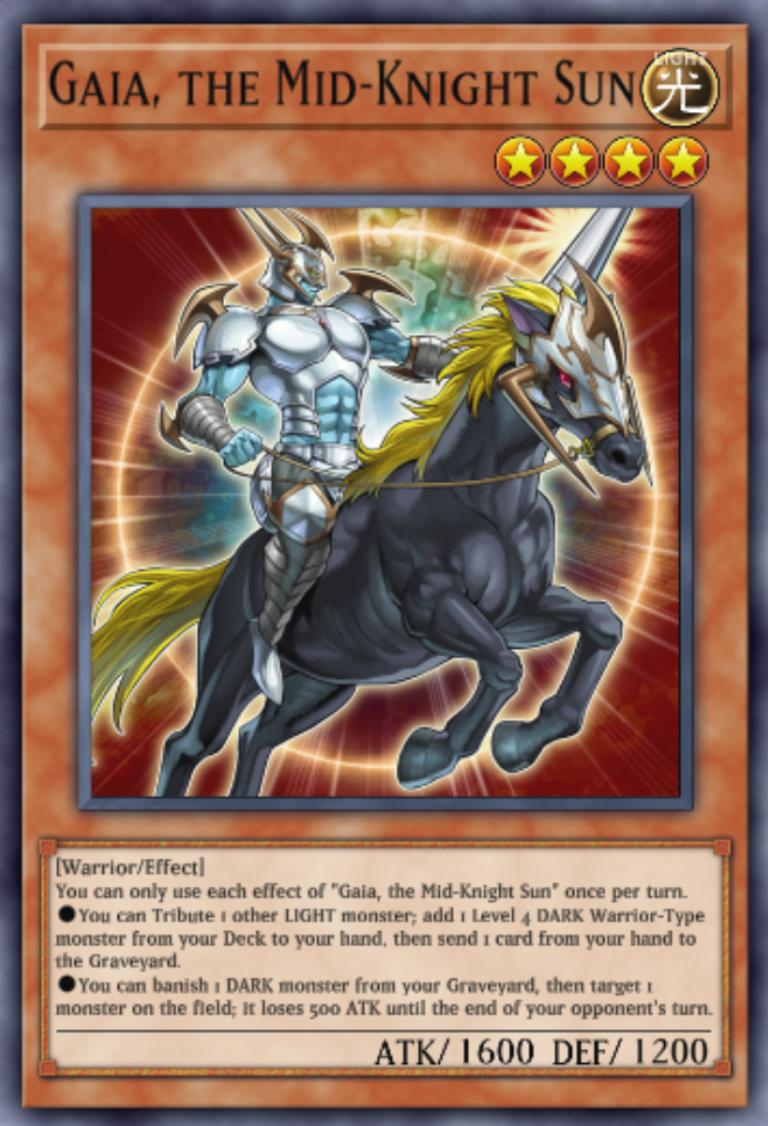 GAIA, THE MID-KNIGHT SUN
LIGHT
光
[Warrior/Effect]
You can only use each effect of "Gaia, the Mid-Knight Sun" once per turn.
●You can Tribute 1 other LIGHT monster; add 1 Level 4 DARK Warrior-Type
monster from your Deck to your hand, then send 1 card from your hand to
the Graveyard.
●You can banish 1 DARK monster from your Graveyard, then target 1
monster on the field; it loses 500 ATK until the end of your opponent's turn.
ATK/ 1600 DEF/ 1200